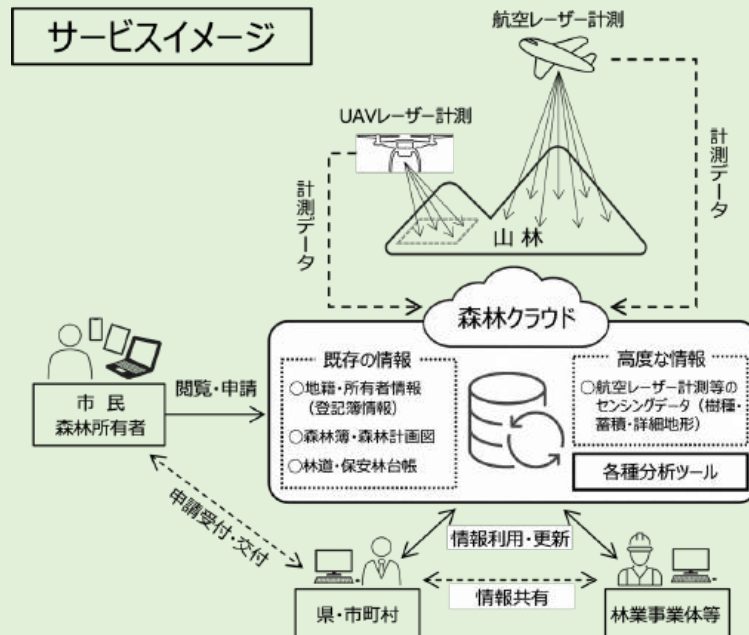 サービスイメージ
航空レーザー計測
UAVレーザー計測
計測データ
計測データ
山林
森林クラウド
既存の情報
○地籍・所有者情報
(登記簿情報)
○森林簿・森林計画図
○林道・保安林台帳
高度な情報
○航空レーザー計測等の
センシングデータ(樹種・
蓄積・詳細地形)
各種分析ツール
市民
森林所有者
閲覧・申請
申請受付・交付
情報利用・更新
情報共有
県・市町村
林業事業体等